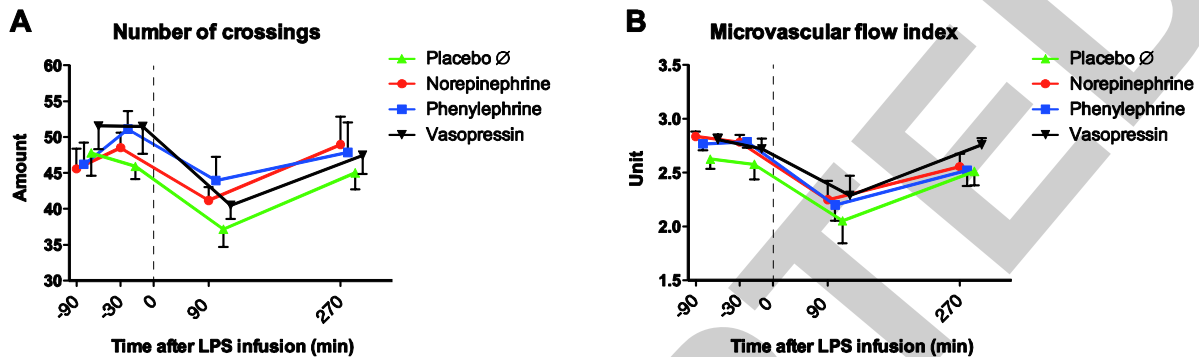 A
Number of crossings
Placebo Ø
Norepinephrine
Phenylephrine
Vasopressin
60
55
50
45
40
35
30
Amount
-90
-30
0
90
270
Time after LPS infusion (min)
B
Microvascular flow index
Placebo Ø
Norepinephrine
Phenylephrine
Vasopressin
3.5
3.0
2.5
2.0
1.5
Unit
-90
-30
0
90
270
Time after LPS infusion (min)
PTED